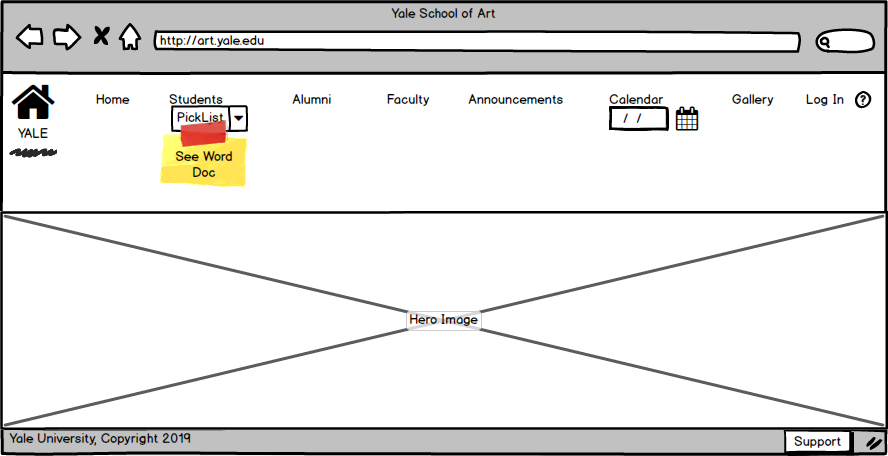 Yale School of Art
http://art.yale.edu
Home Students Alumni Faculty Announcements Calendar Gallery Log In ?
PickList / /
YALE
See Word
Doc
Hero Image
Yale University, Copyright 2019 Support